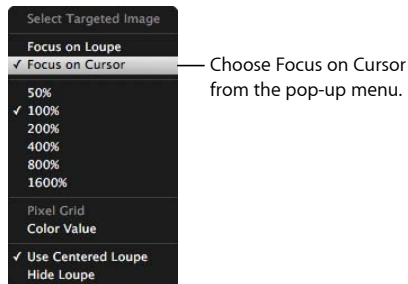 Select Targeted Image
Focus on Loupe
✓ Focus on Cursor
Choose Focus on Cursor
from the pop-up menu.
50%
✓ 100%
200%
400%
800%
1600%
Pixel Grid
Color Value
✓ Use Centered Loupe
Hide Loupe